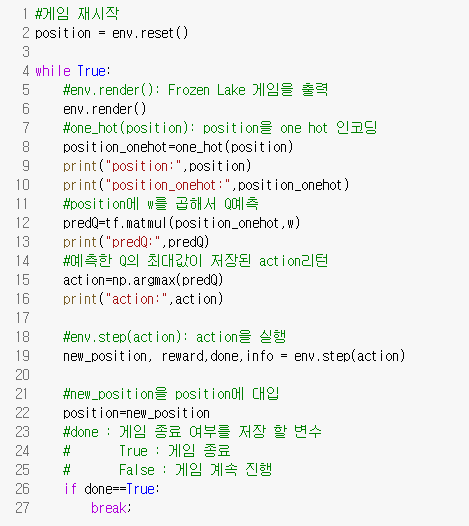 1 #게임 재시작
2 position = env.reset()
3
4 while True:
5     #env.render(): Frozen Lake 게임을 출력
6     env.render()
7     #one_hot(position): position을 one hot 인코딩
8     position_onehot=one_hot(position)
9     print("position:",position)
10     print("position_onehot:",position_onehot)
11     #position에 w를 곱해서 Q예측
12     predQ=tf.matmul(position_onehot,w)
13     print("predQ:",predQ)
14     #예측한 Q의 최대값이 저장된 action리턴
15     action=np.argmax(predQ)
16     print("action:",action)
17
18     #env.step(action): action을 실행
19     new_position, reward,done,info = env.step(action)
20
21     #new_position을 position에 대입
22     position=new_position
23     #done : 게임 종료 여부를 저장 할 변수
24     #       True : 게임 종료
25     #       False : 게임 계속 진행
26     if done==True:
27         break;